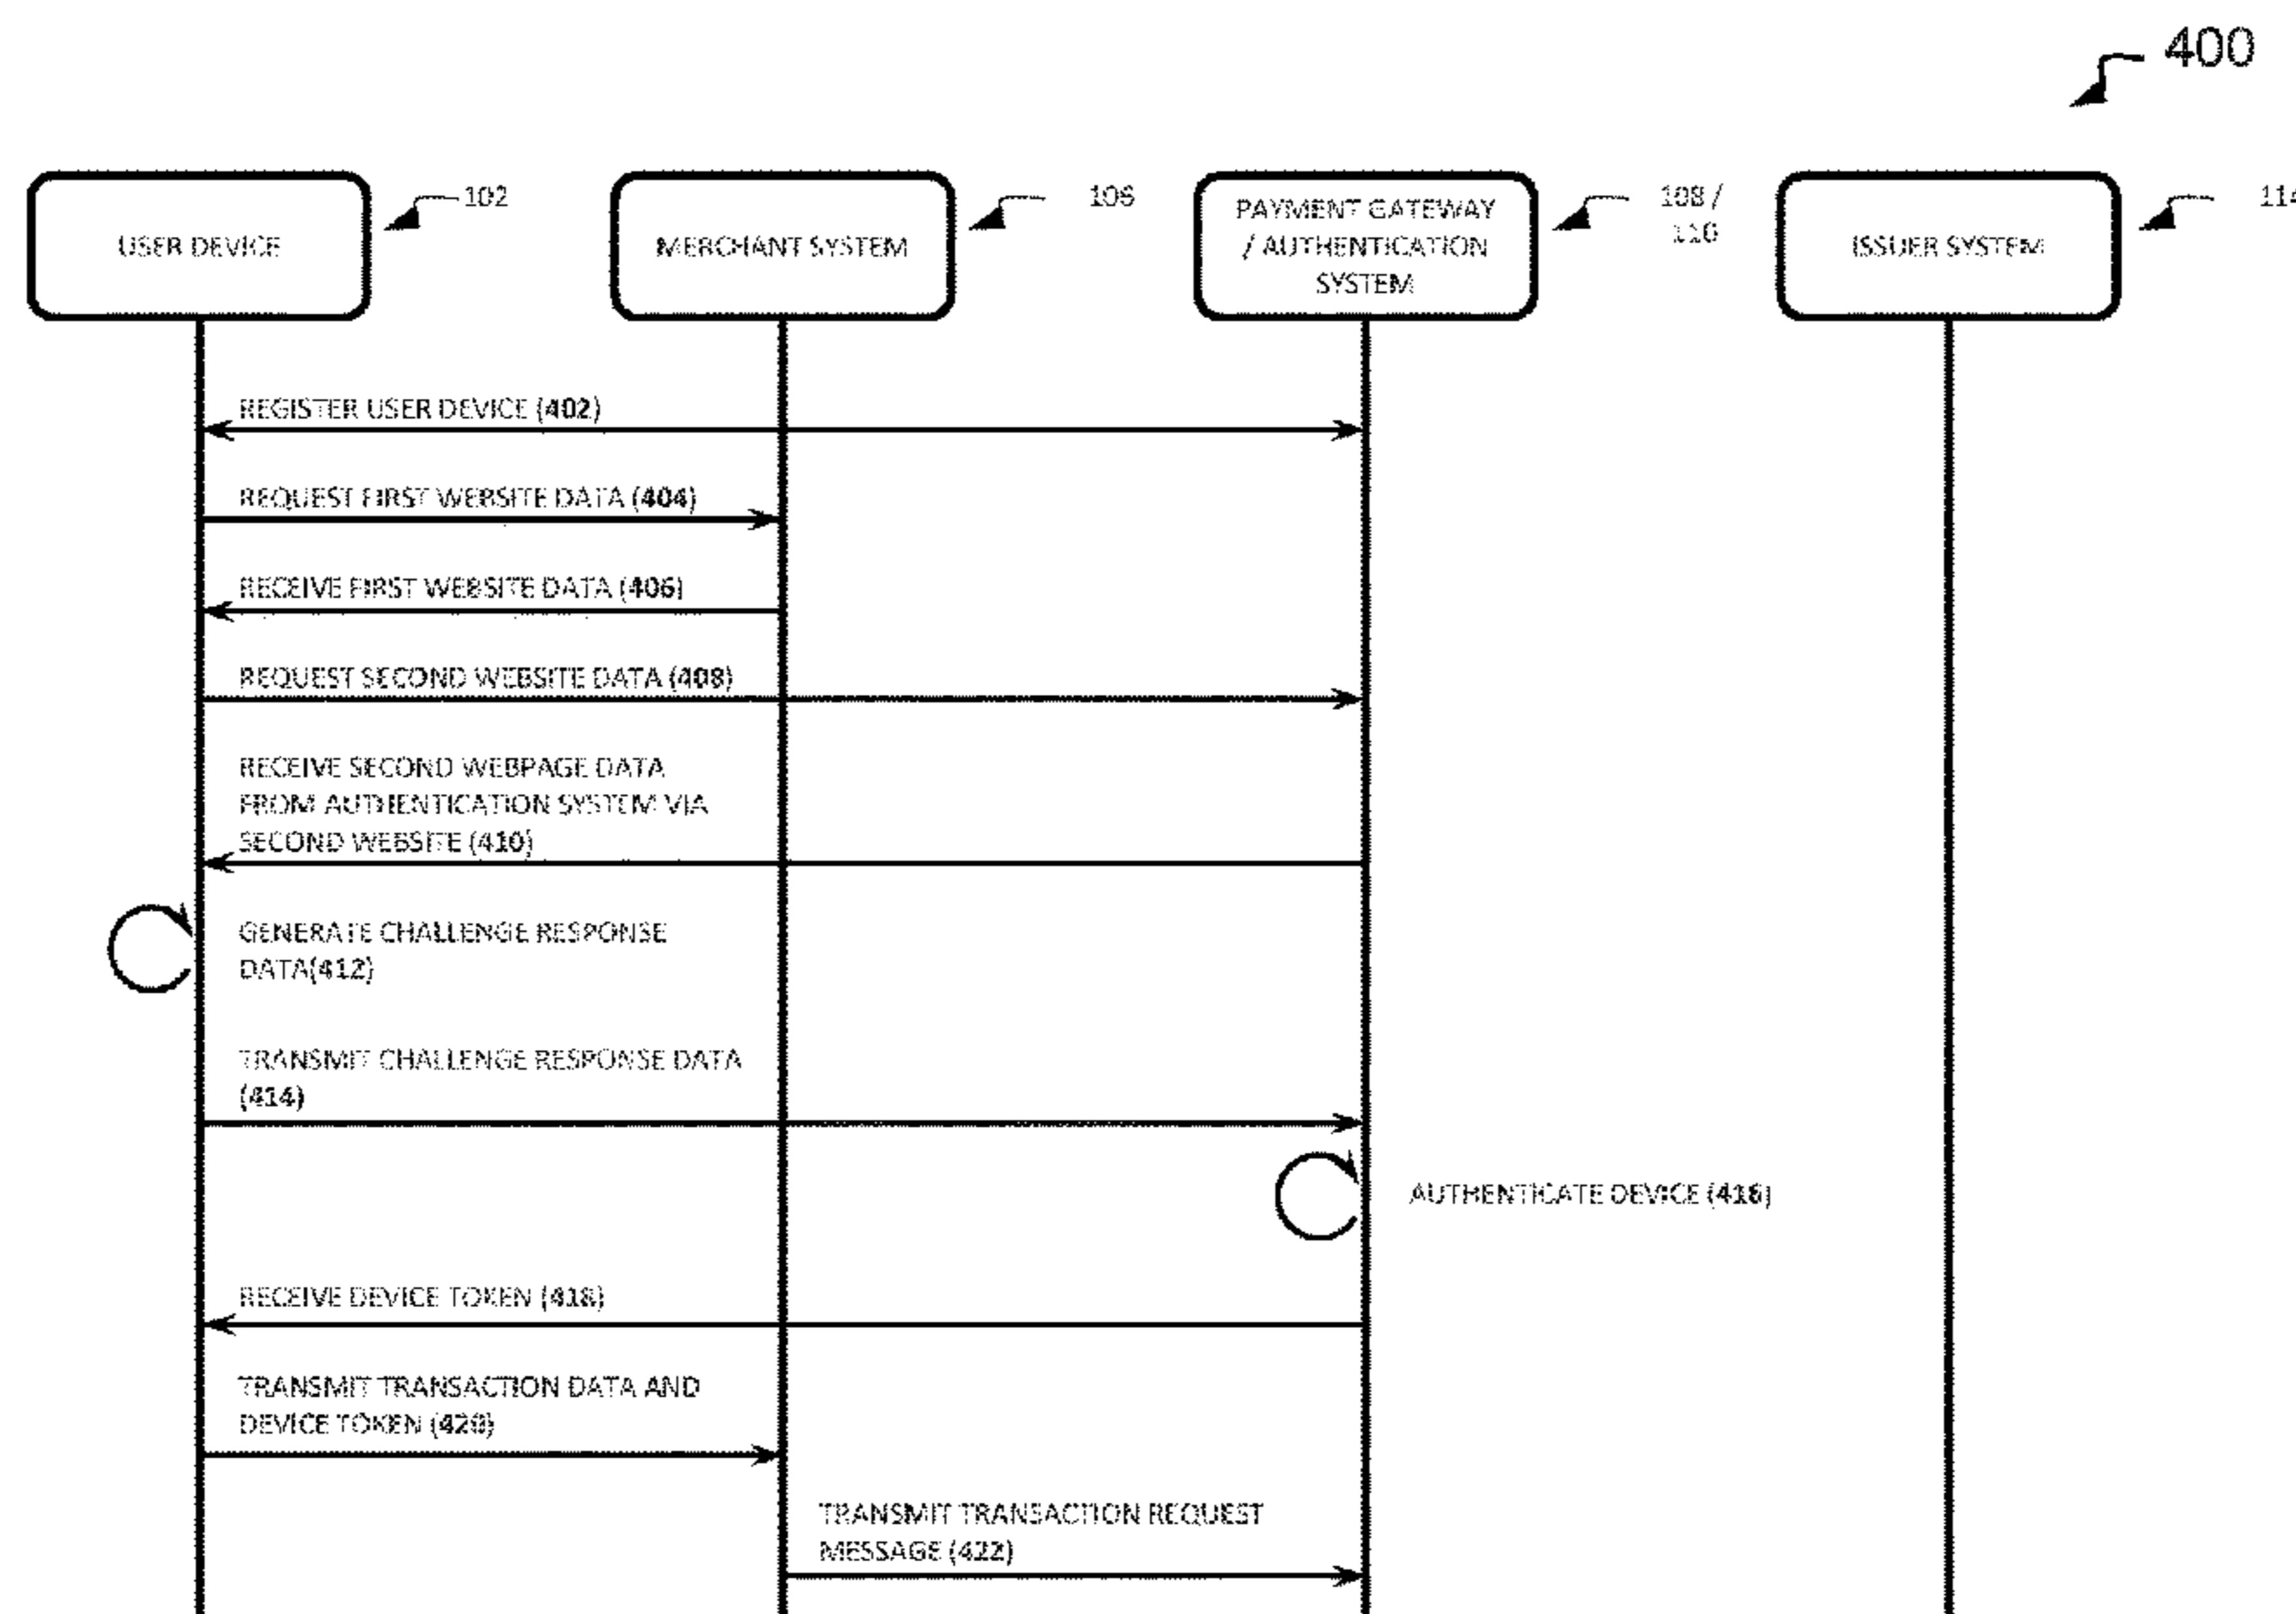 400
USER DEVICE
102
MERCHANT SYSTEM
106
PAYMENT GATEWAY
/ AUTHENTICATION
SYSTEM
108 /
110
ISSUER SYSTEM
114
REGISTER USER DEVICE (402)
REQUEST FIRST WEBSITE DATA (404)
RECEIVE FIRST WEBSITE DATA (406)
REQUEST SECOND WEBSITE DATA (408)
RECEIVE SECOND WEBPAGE DATA
FROM AUTHENTICATION SYSTEM VIA
SECOND WEBSITE (410)
GENERATE CHALLENGE RESPONSE
DATA(412)
TRANSMIT CHALLENGE RESPONSE DATA
(414)
AUTHENTICATE DEVICE (416)
RECEIVE DEVICE TOKEN (418)
TRANSMIT TRANSACTION DATA AND
DEVICE TOKEN (420)
TRANSMIT TRANSACTION REQUEST
MESSAGE (422)